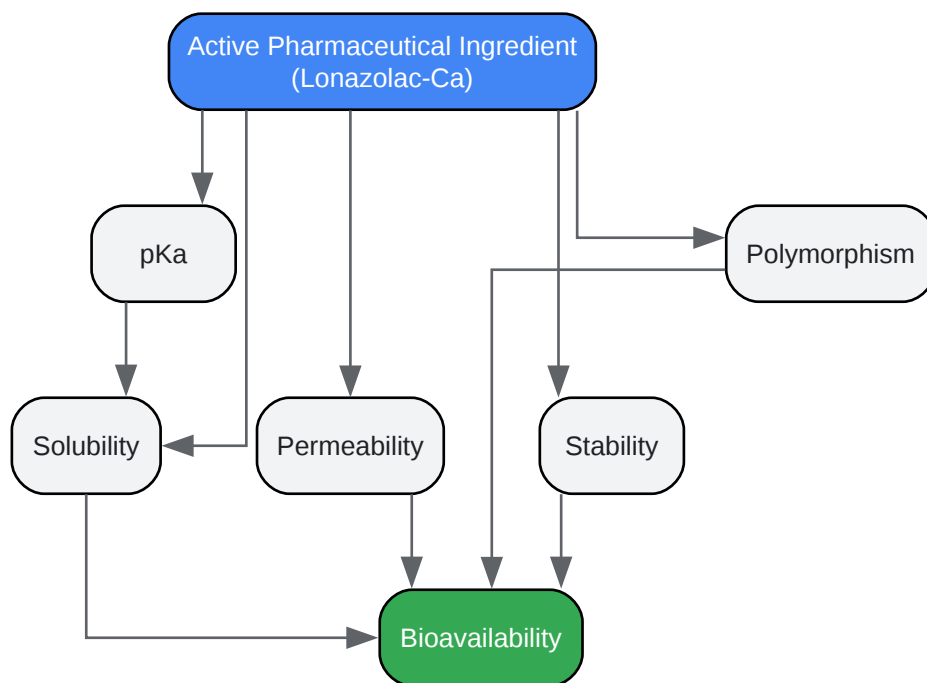 Active Pharmaceutical Ingredient
(Lonazolac-Ca)
pKa
Polymorphism
Solubility
Permeability
Stability
Bioavailability